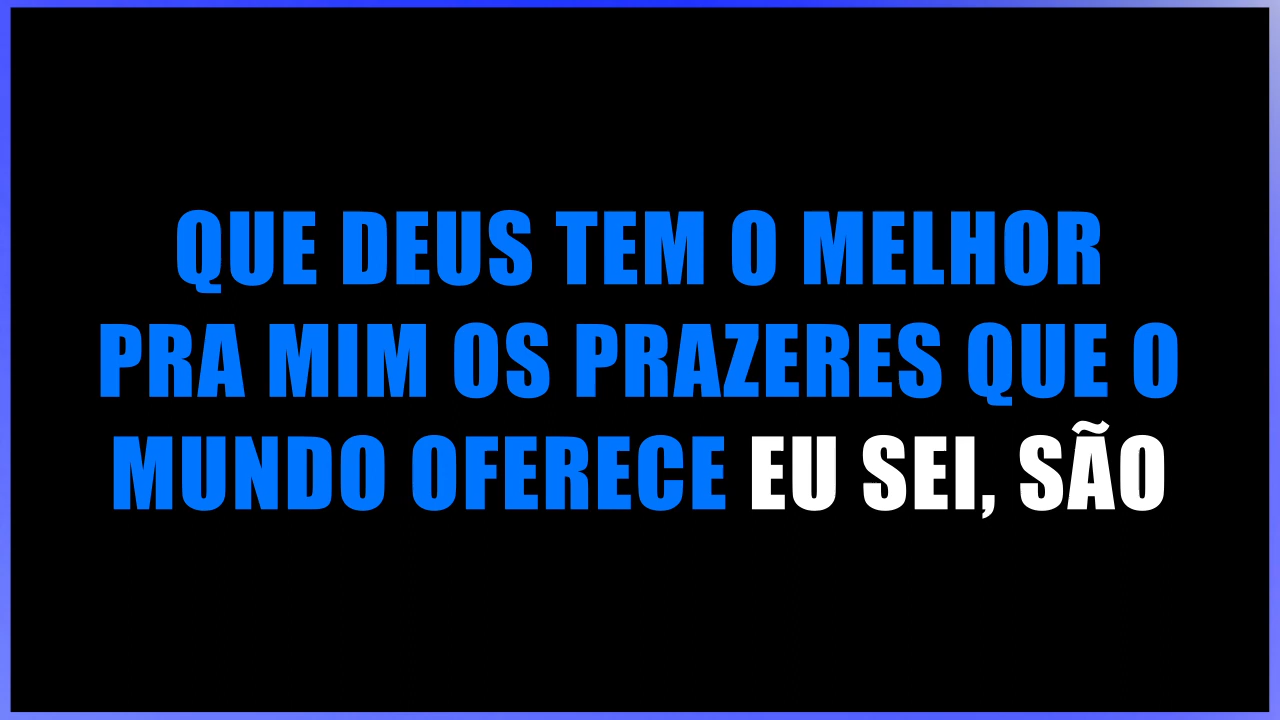 QUE DEUS TEM O MELHOR
PRA MIM OS PRAZERES QUE O
MUNDO OFERECE EU SEI, SÃO